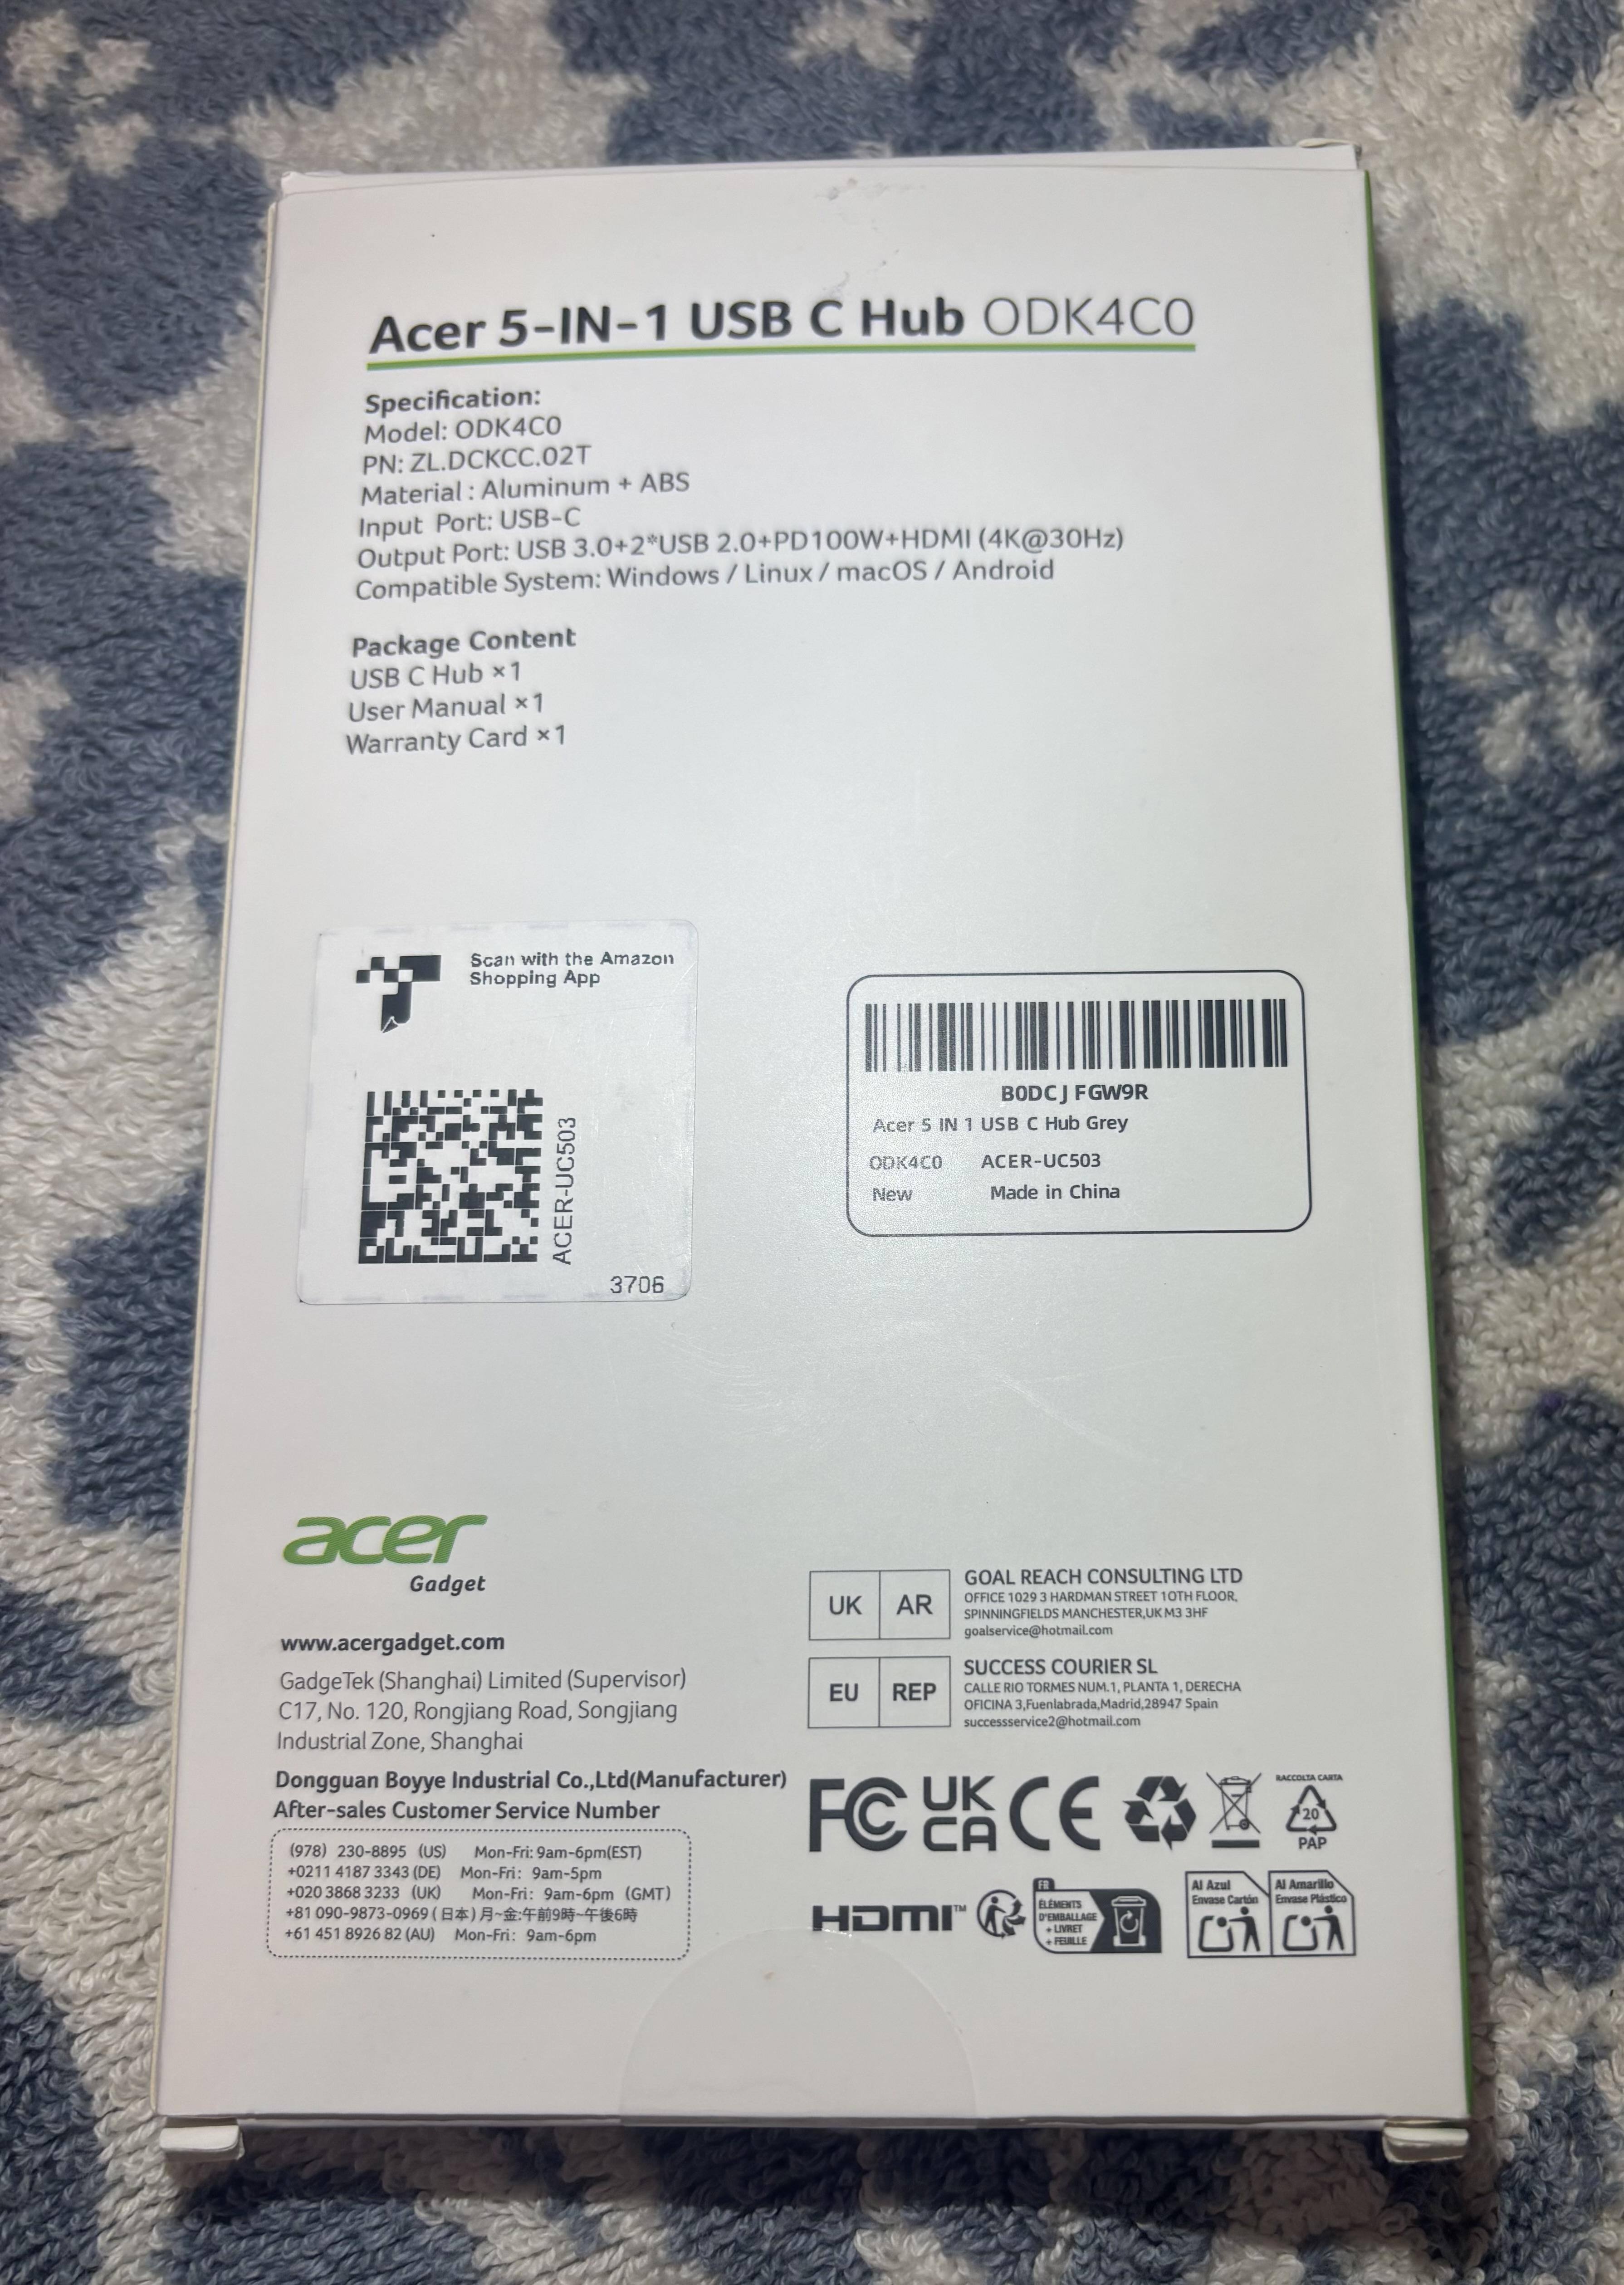 Acer 5-IN-1 USB C Hub ODK4C0
Specification:
Model: ODK4C0
PN: ZL.DCKCC.02T
Material : Aluminum + ABS
Input Port: USB-C
Output Port: USB 3.0+2*USB 2.0+PD100W+HDMI (4K@30Hz)
Compatible System: Windows / Linux / macOS / Android
Package Content
USB C Hub ×1
User Manual ×1
Warranty Card ×1
Scan with the Amazon
Shopping App
ACER-UC503
3706
B0DCJFGW9R
Acer 5 IN 1 USB C Hub Grey
ODK4C0 ACER-UC503
New Made in China
acer
Gadget
www.acergadget.com
GadgeTek (Shanghai) Limited (Supervisor)
C17, No. 120, Rongjiang Road, Songjiang
Industrial Zone, Shanghai
Dongguan Boyye Industrial Co.,Ltd(Manufacturer)
After-sales Customer Service Number
(978) 230-8895 (US) Mon-Fri: 9am-6pm(EST)
+0211 4187 3343 (DE) Mon-Fri: 9am-5pm
+020 3868 3233 (UK) Mon-Fri: 9am-6pm (GMT)
+81 090-9873-0969 (日本) 月~金:午前9時~午後6時
+61 451 8926 82 (AU) Mon-Fri: 9am-6pm
UK AR
GOAL REACH CONSULTING LTD
OFFICE 1029 3 HARDMAN STREET 10TH FLOOR,
SPINNINGFIELDS MANCHESTER,UK M3 3HF
goalservice@hotmail.com
EU REP
SUCCESS COURIER SL
CALLE RIO TORMES NUM.1, PLANTA 1, DERECHA
OFICINA 3,Fuenlabrada,Madrid,28947 Spain
successservice2@hotmail.com
FC UK CA CE
RACCOLTA CARTA
20
PAP
HDMI™
FR
ÉLÉMENTS
D'EMBALLAGE
+ LIVRET
+ FEUILLE
Al Azul
Envase Cartón
Al Amarillo
Envase Plástico